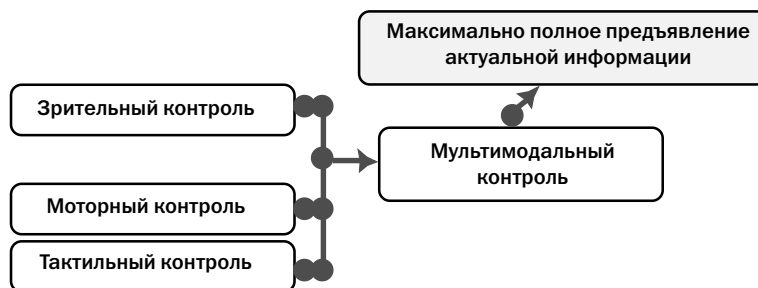 Максимально полное предъявление
актуальной информации
Зрительный контроль
Мультимодальный
контроль
Моторный контроль
Тактильный контроль